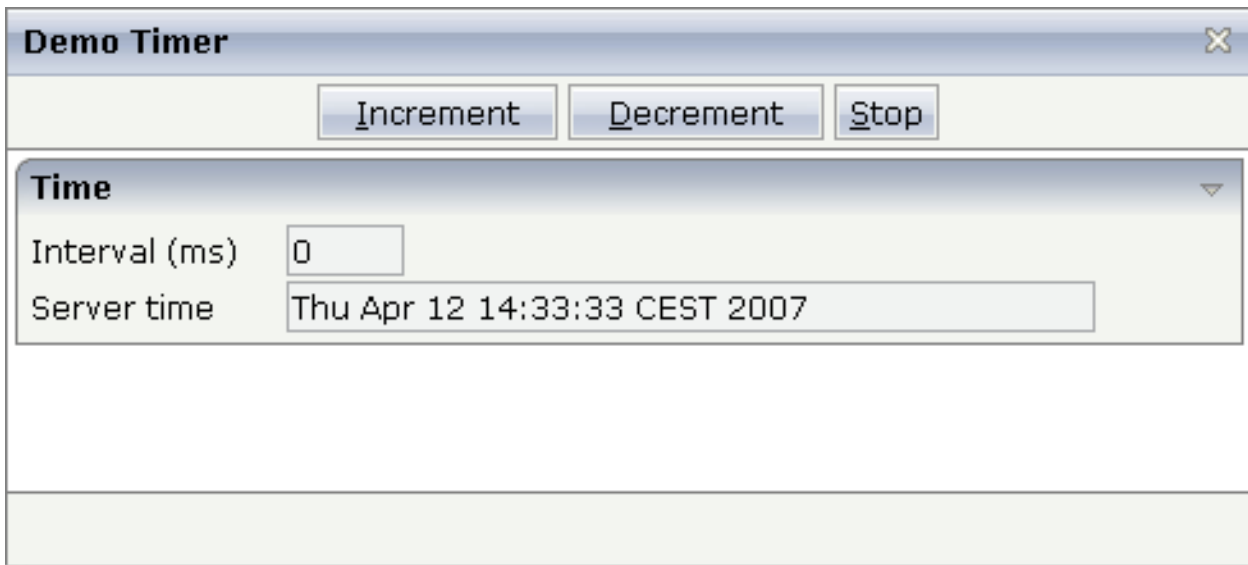 Demo Timer
Increment Decrement Stop
Time
Interval (ms) 0
Server time Thu Apr 12 14:33:33 CEST 2007